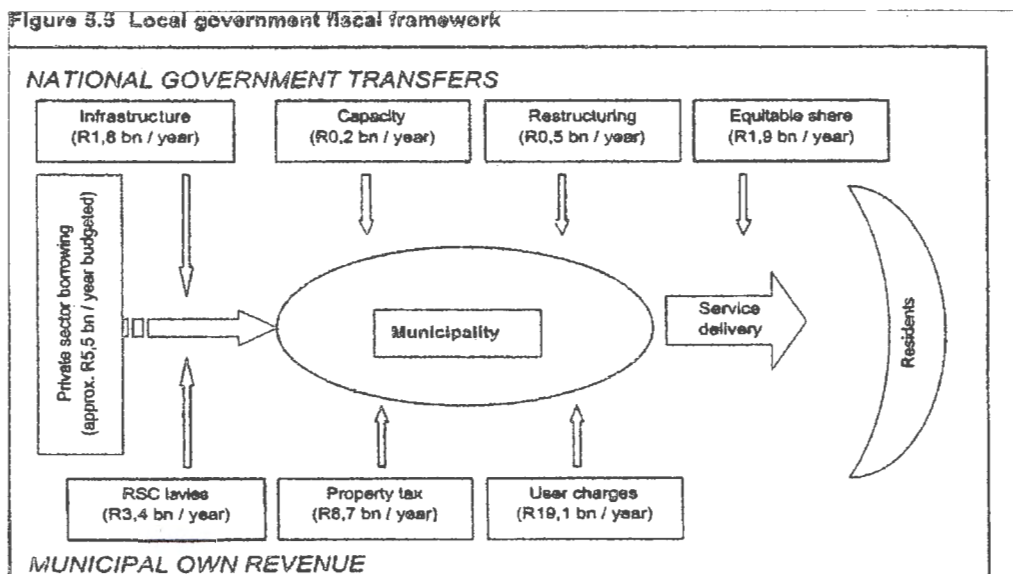 Figure 5.5 Local government fiscal framework
NATIONAL GOVERNMENT TRANSFERS
Infrastructure
(R1,8 bn / year)
Capacity
(R0,2 bn / year)
Restructuring
(R0,5 bn / year)
Equitable share
(R1,9 bn / year)
Private sector borrowing
(approx. R5,5 bn / year budgeted)
Municipality
Service
delivery
Residents
RSC levies
(R3,4 bn / year)
Property tax
(R6,7 bn / year)
User charges
(R19,1 bn / year)
MUNICIPAL OWN REVENUE